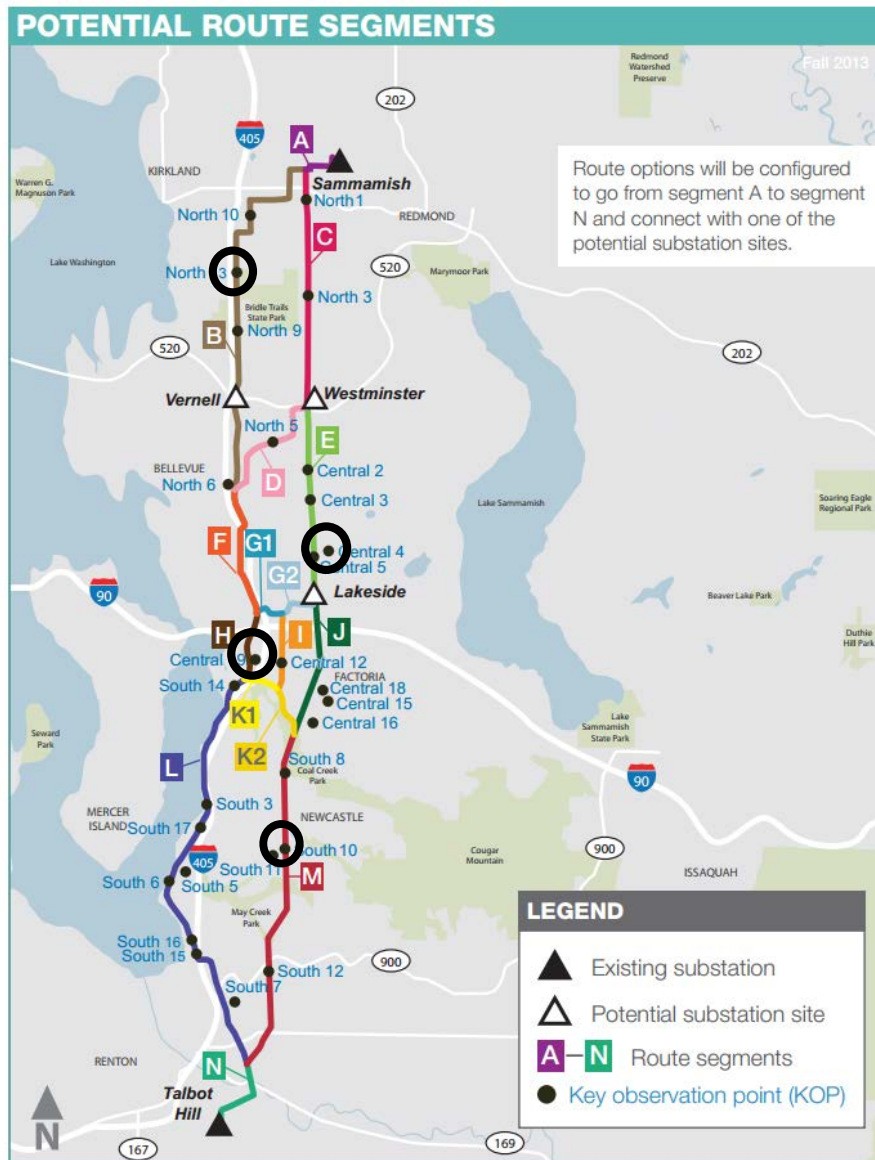 POTENTIAL ROUTE SEGMENTS
Fall 2013
Redmond
Watershed
Preserve
202
405
A
KIRKLAND
Sammamish
Warren G.
Magnuson Park
North 1
North 10
REDMOND
Route options will be configured
to go from segment A to segment
N and connect with one of the
potential substation sites.
C
Lake Washington
520
North 3
Marymoor Park
North 3
Bridle Trails
State Park
B
North 9
520
202
Vernell
Westminster
North 5
E
BELLEVUE
D
Central 2
North 6
Central 3
Lake Sammamish
Soaring Eagle
Regional Park
F
G1
Central 4
Central 5
G2
90
Lakeside
Beaver Lake Park
H
I
J
Duthie
Hill Park
Central 9
Central 12
FACTORIA
South 14
Central 18
Central 15
K1
Central 16
Lake
Sammamish
State Park
Seward
Park
K2
L
South 8
Coal Creek
Park
90
MERCER
ISLAND
South 3
NEWCASTLE
South 17
South 10
900
405
South 11
Cougar
Mountain
M
ISSAQUAH
South 6
South 5
May Creek
Park
LEGEND
South 16
South 15
900
Existing substation
South 12
South 7
Potential substation site
RENTON
N
A–N Route segments
Talbot
Hill
Key observation point (KOP)
N
167
169